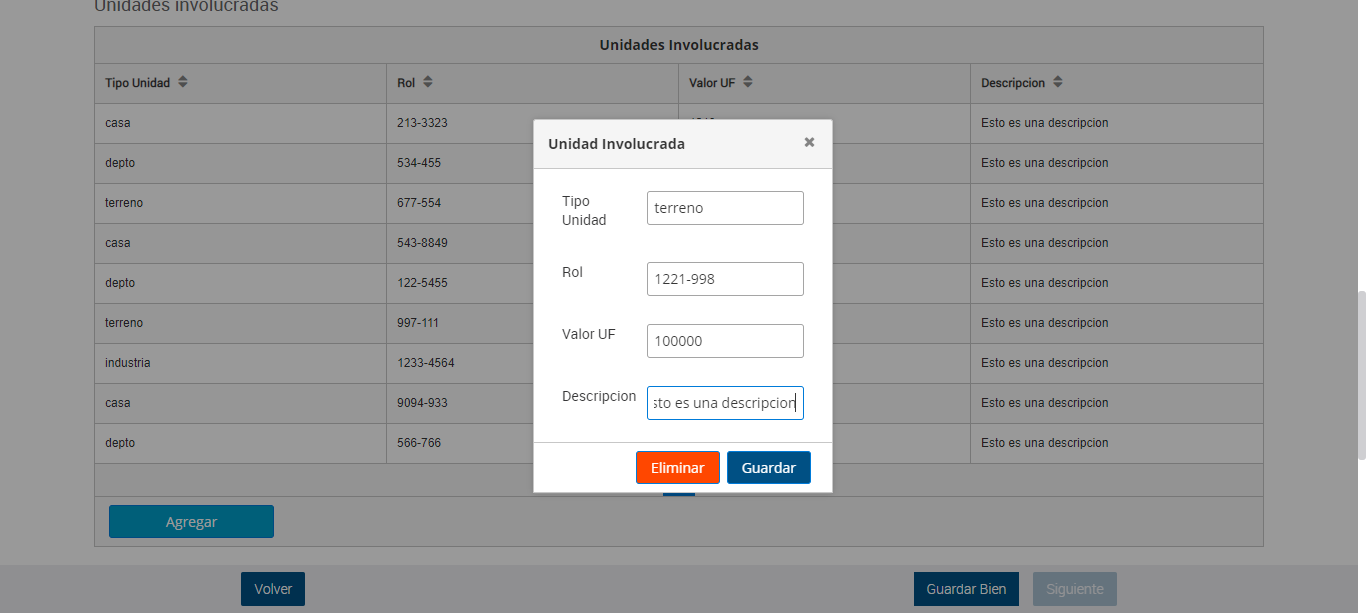 Unidades involucradas
Unidades Involucradas
Tipo Unidad Rol Valor UF Descripcion
casa 213-3323 Esto es una descripcion
depto 534-455 Esto es una descripcion
terreno 677-554 Esto es una descripcion
casa 543-8849 Esto es una descripcion
depto 122-5455 Esto es una descripcion
terreno 997-111 Esto es una descripcion
industria 1233-4564 Esto es una descripcion
casa 9094-933 Esto es una descripcion
depto 566-766 Esto es una descripcion
Unidad Involucrada
Tipo
Unidad
terreno
Rol
1221-998
Valor UF
100000
Descripcion
sto es una descripcion
Eliminar Guardar
Agregar
Volver Guardar Bien Siguiente